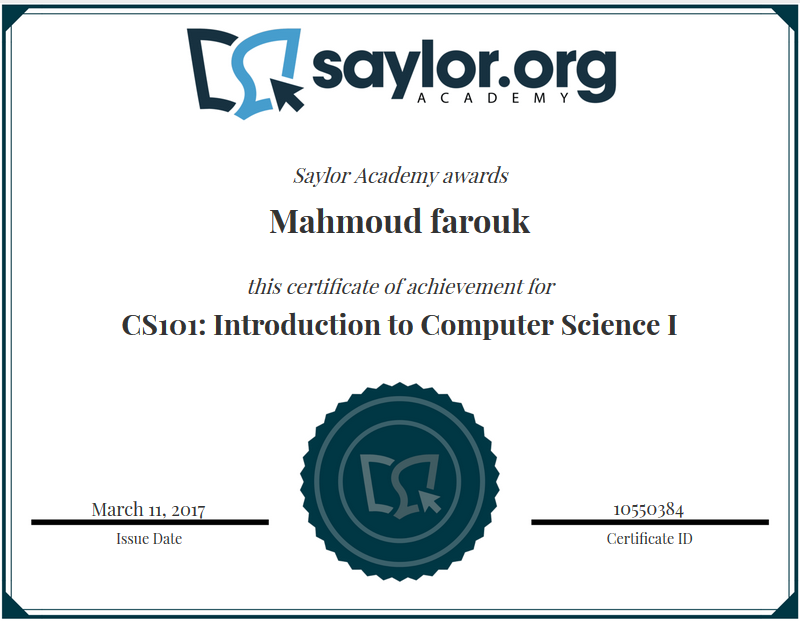 saylor.org
ACADEMY
Saylor Academy awards
Mahmoud farouk
this certificate of achievement for
CS101: Introduction to Computer Science I
March 11, 2017
Issue Date
10550384
Certificate ID